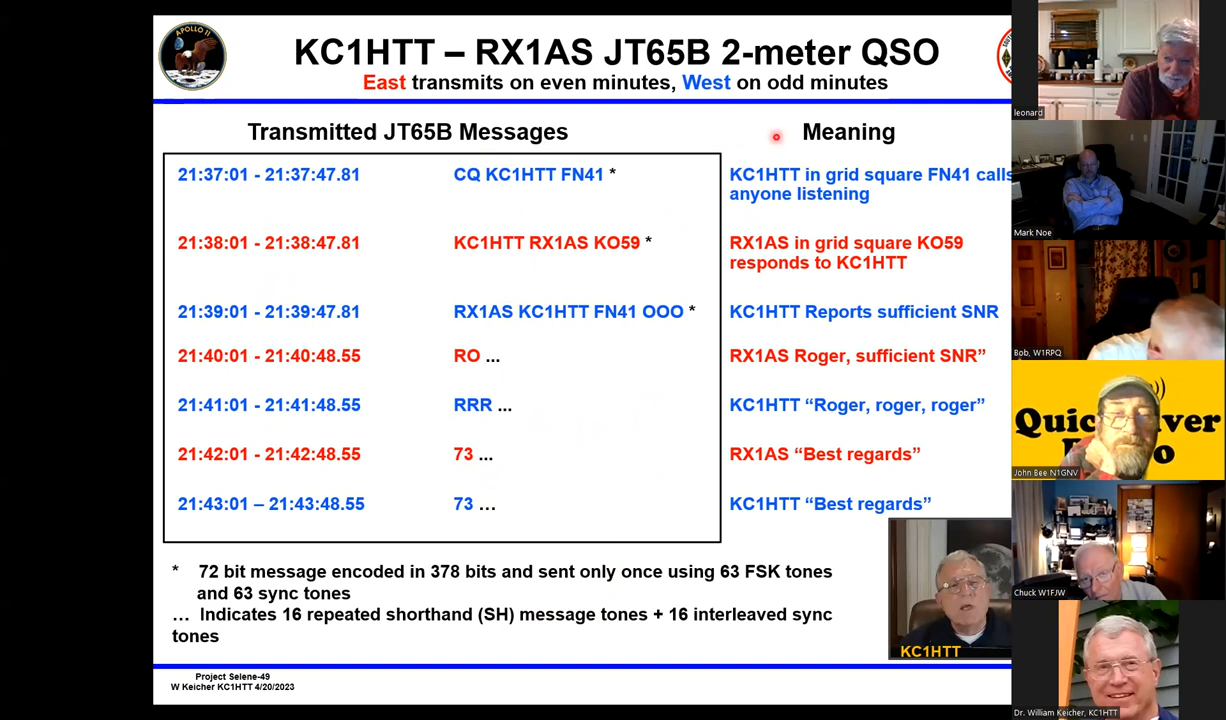 APOLLO 11
KC1HTT – RX1AS JT65B 2-meter QSO
East transmits on even minutes, West on odd minutes
Transmitted JT65B Messages
Meaning
21:37:01 - 21:37:47.81 CQ KC1HTT FN41 * KC1HTT in grid square FN41 calls
anyone listening
21:38:01 - 21:38:47.81 KC1HTT RX1AS KO59 * RX1AS in grid square KO59
responds to KC1HTT
21:39:01 - 21:39:47.81 RX1AS KC1HTT FN41 OOO * KC1HTT Reports sufficient SNR
21:40:01 - 21:40:48.55 RO ... RX1AS Roger, sufficient SNR”
21:41:01 - 21:41:48.55 RRR ... KC1HTT “Roger, roger, roger”
21:42:01 - 21:42:48.55 73 ... RX1AS “Best regards”
21:43:01 – 21:43:48.55 73 … KC1HTT “Best regards”
* 72 bit message encoded in 378 bits and sent only once using 63 FSK tones
and 63 sync tones
… Indicates 16 repeated shorthand (SH) message tones + 16 interleaved sync
tones
Project Selene-49
W Keicher KC1HTT 4/20/2023
KC1HTT
leonard
Mark Noe
Bob, W1RPQ
John Bee N1GNV
Chuck W1FJW
Dr. William Keicher, KC1HTT